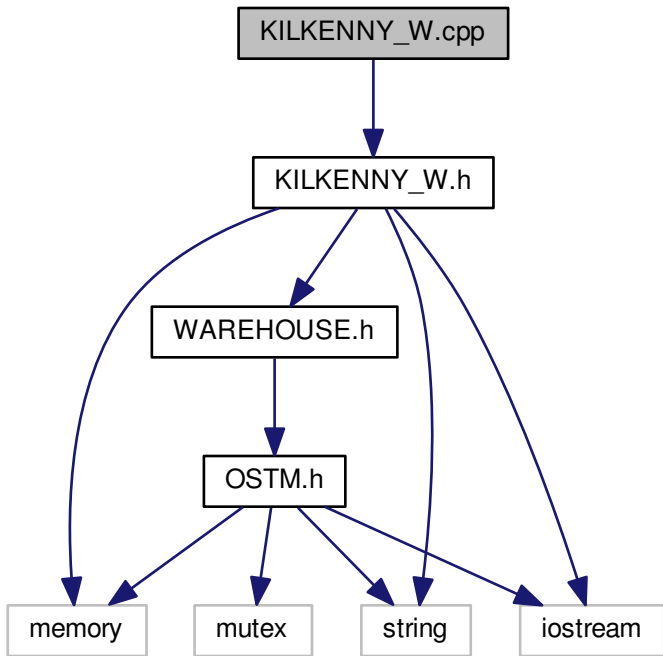 KILKENNY_W.cpp
KILKENNY_W.h
WAREHOUSE.h
OSTM.h
memory
mutex
string
iostream